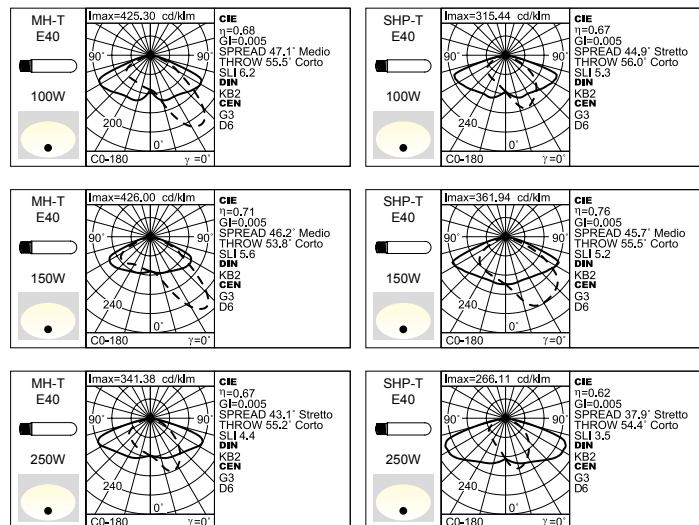 MH-T
E40
100W
Imax=425.30 cd/klm
90˚
90˚
200
0˚
C0-180
γ=0˚
CIE
η=0.68
GI=0.005
SPREAD 47.1˚ Medio
THROW 55.5˚ Corto
SLI 6.2
DIN
KB2
CEN
G3
D6
SHP-T
E40
100W
Imax=315.44 cd/klm
90˚
90˚
240
0˚
C0-180
γ=0˚
CIE
η=0.67
GI=0.005
SPREAD 44.9˚ Stretto
THROW 56.0˚ Corto
SLI 5.3
DIN
KB2
CEN
G3
D6
MH-T
E40
150W
Imax=426.00 cd/klm
90˚
90˚
240
0˚
C0-180
γ=0˚
CIE
η=0.71
GI=0.005
SPREAD 46.2˚ Medio
THROW 53.8˚ Corto
SLI 5.6
DIN
KB2
CEN
G3
D6
SHP-T
E40
150W
Imax=361.94 cd/klm
90˚
90˚
240
0˚
C0-180
γ=0˚
CIE
η=0.76
GI=0.005
SPREAD 45.7˚ Medio
THROW 55.5˚ Corto
SLI 5.2
DIN
KB2
CEN
G3
D6
MH-T
E40
250W
Imax=341.38 cd/klm
90˚
90˚
240
0˚
C0-180
γ=0˚
CIE
η=0.67
GI=0.005
SPREAD 43.1˚ Stretto
THROW 55.2˚ Corto
SLI 4.4
DIN
KB2
CEN
G3
D6
SHP-T
E40
250W
Imax=266.11 cd/klm
90˚
90˚
240
0˚
C0-180
γ=0˚
CIE
η=0.62
GI=0.005
SPREAD 37.9˚ Stretto
THROW 54.4˚ Corto
SLI 3.5
DIN
KB2
CEN
G3
D6